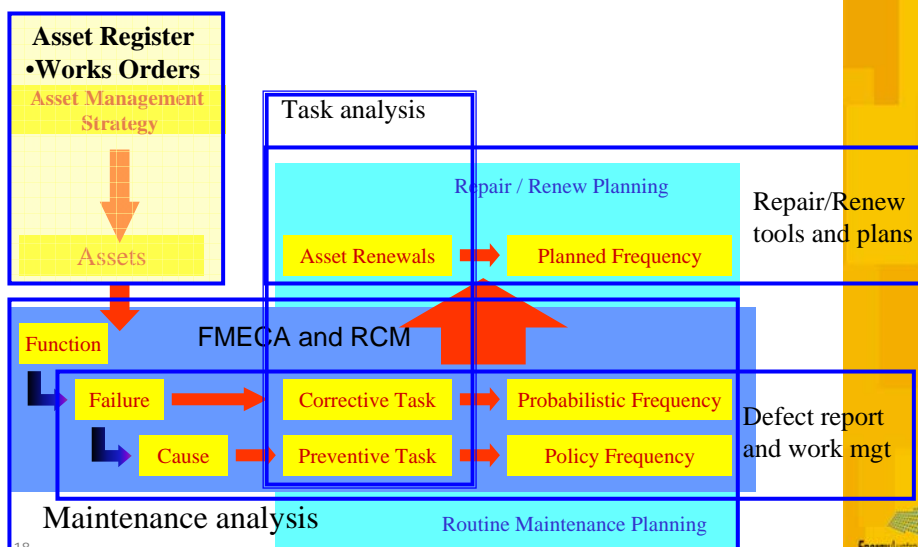 Asset Register
•Works Orders
Asset Management
Strategy
Assets
Task analysis
Repair / Renew Planning
Repair/Renew
tools and plans
Asset Renewals
Planned Frequency
FMECA and RCM
Function
Failure
Corrective Task
Probabilistic Frequency
Defect report
and work mgt
Cause
Preventive Task
Policy Frequency
Maintenance analysis
Routine Maintenance Planning
18